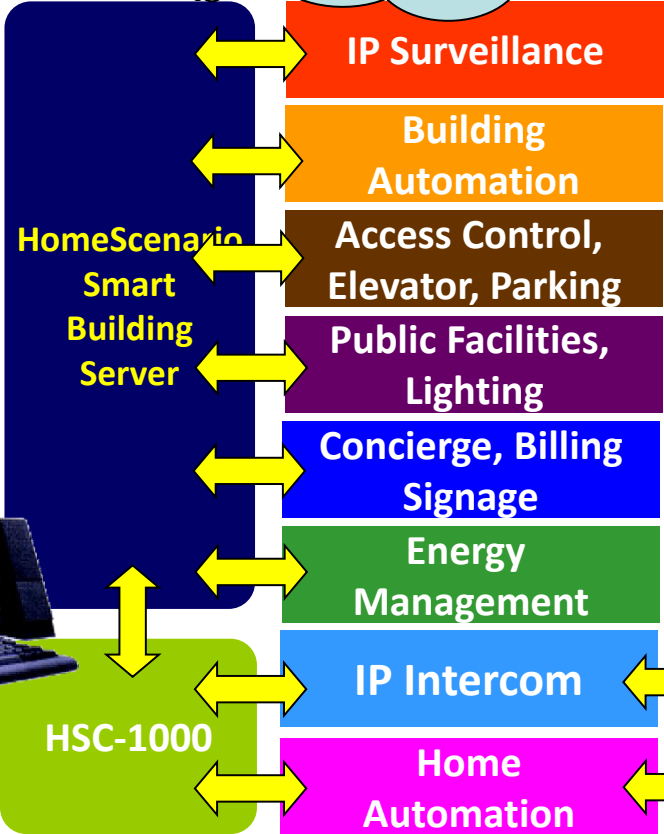 HomeScenario
Smart
Building
Server
HSC-1000
IP Surveillance
Building
Automation
Access Control,
Elevator, Parking
Public Facilities,
Lighting
Concierge, Billing
Signage
Energy
Management
IP Intercom
Home
Automation